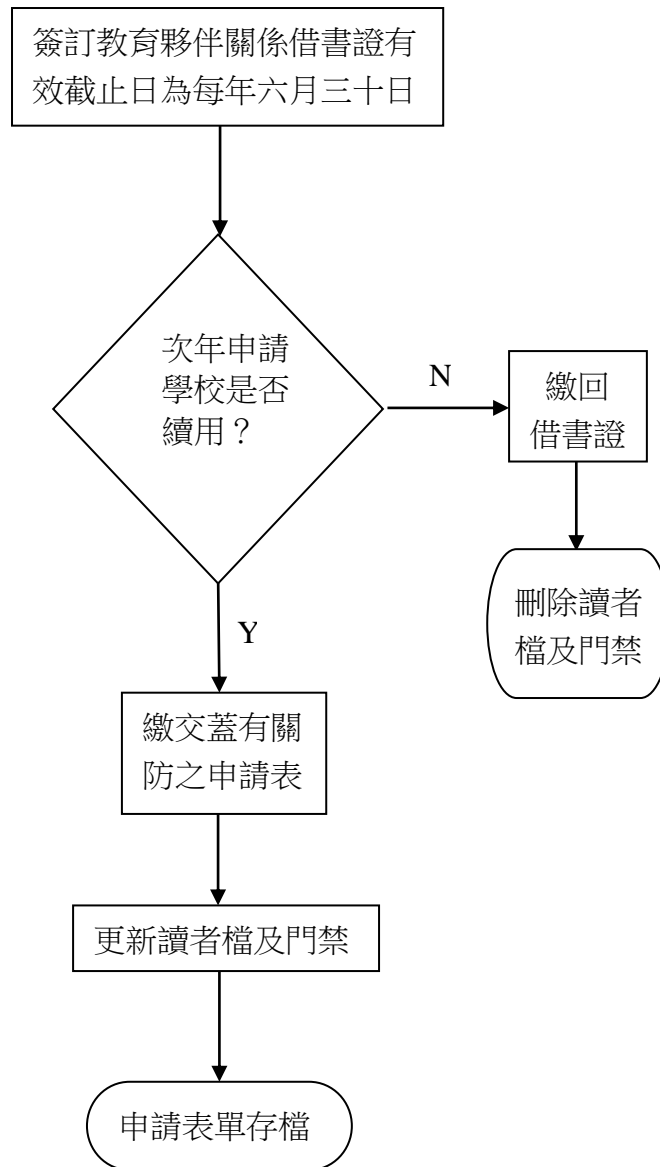 簽訂教育夥伴關係借書證有
效截止日為每年六月三十日
次年申請
學校是否
續用？
N
繳回
借書證
刪除讀者
檔及門禁
Y
繳交蓋有關
防之申請表
更新讀者檔及門禁
申請表單存檔